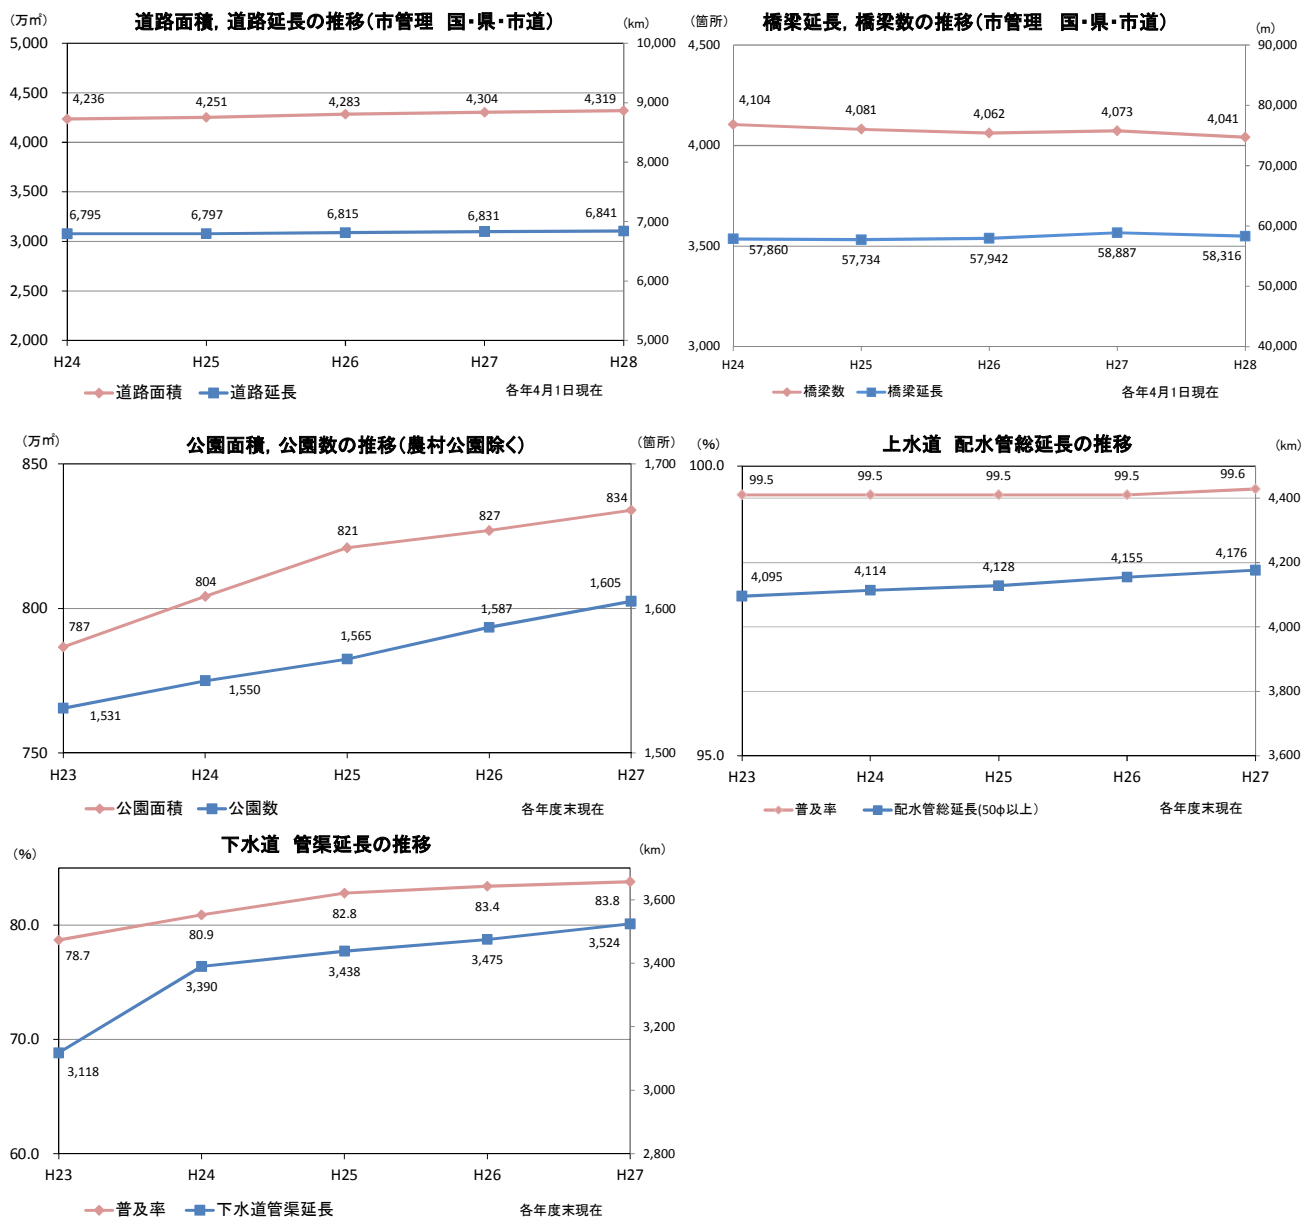 道路面積，道路延長の推移（市管理　国・県・市道）
（万㎡）
（km）
5,000
4,500
4,000
3,500
3,000
2,500
2,000
10,000
9,000
8,000
7,000
6,000
5,000
4,236 4,251 4,283 4,304 4,319
6,795 6,797 6,815 6,831 6,841
H24 H25 H26 H27 H28
道路面積 道路延長
各年4月1日現在
橋梁延長，橋梁数の推移（市管理　国・県・市道）
（箇所）
（m）
4,500
4,000
3,500
3,000
90,000
80,000
70,000
60,000
50,000
40,000
4,104 4,081 4,062 4,073 4,041
57,860 57,734 57,942 58,887 58,316
H24 H25 H26 H27 H28
橋梁数 橋梁延長
各年4月1日現在
公園面積，公園数の推移（農村公園除く）
（万㎡）
（箇所）
850
800
750
1,700
1,600
1,500
787 804 821 827 834
1,531 1,550 1,565 1,587 1,605
H23 H24 H25 H26 H27
公園面積 公園数
各年度末現在
上水道　配水管総延長の推移
（%）
（km）
100.0
95.0
4,400
4,200
4,000
3,800
3,600
99.5 99.5 99.5 99.5 99.6
4,095 4,114 4,128 4,155 4,176
H23 H24 H25 H26 H27
普及率 配水管総延長(50φ以上）
各年度末現在
下水道　管渠延長の推移
（%）
（km）
80.0
70.0
60.0
3,600
3,400
3,200
3,000
2,800
78.7 80.9 82.8 83.4 83.8
3,118 3,390 3,438 3,475 3,524
H23 H24 H25 H26 H27
普及率 下水道管渠延長
各年度末現在